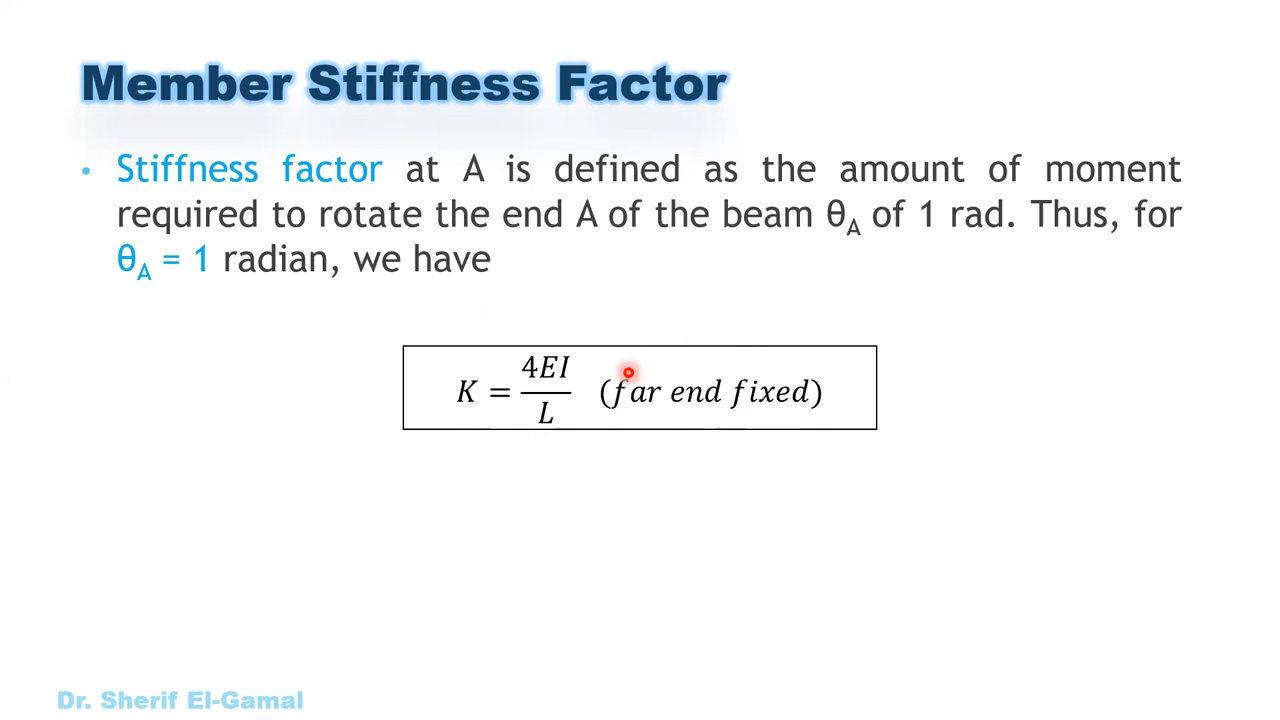 Member Stiffness Factor
• Stiffness factor at A is defined as the amount of moment
required to rotate the end A of the beam θA of 1 rad. Thus, for
θA = 1 radian, we have
K = 4EI/L (far end fixed)
Dr. Sherif El-Gamal